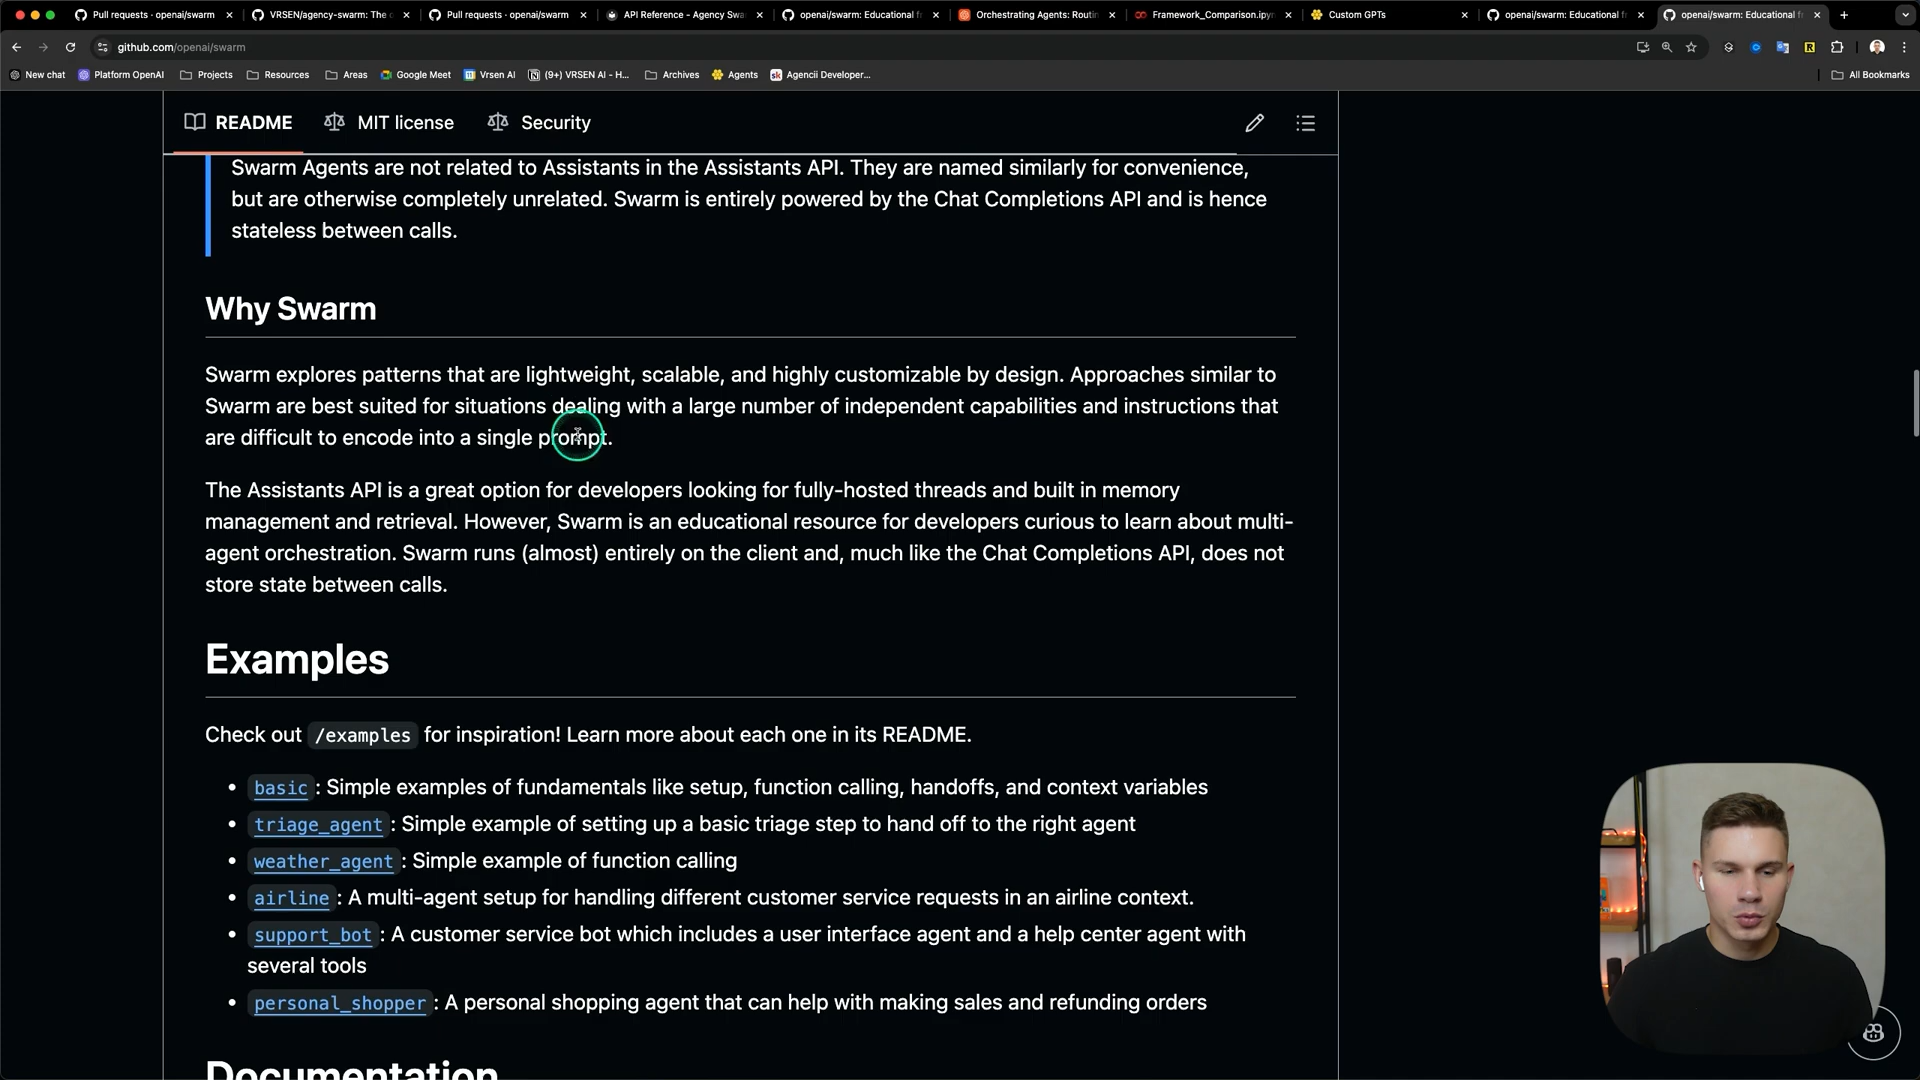 Pull requests · openai/swarm
VRSEN/agency-swarm: The
Pull requests · openai/swarm
API Reference - Agency Swa
openai/swarm: Educational f
Orchestrating Agents: Routin
Framework_Comparison.ipyn
Custom GPTs
openai/swarm: Educational f
openai/swarm: Educational f
github.com/openai/swarm
New chat
Platform OpenAI
Projects
Resources
Areas
Google Meet
Vrsen AI
(9+) VRSEN AI - H...
Archives
Agents
Agencii Developer...
All Bookmarks
README
MIT license
Security
Swarm Agents are not related to Assistants in the Assistants API. They are named similarly for convenience,
but are otherwise completely unrelated. Swarm is entirely powered by the Chat Completions API and is hence
stateless between calls.
Why Swarm
Swarm explores patterns that are lightweight, scalable, and highly customizable by design. Approaches similar to
Swarm are best suited for situations dealing with a large number of independent capabilities and instructions that
are difficult to encode into a single prompt.
The Assistants API is a great option for developers looking for fully-hosted threads and built in memory
management and retrieval. However, Swarm is an educational resource for developers curious to learn about multi-
agent orchestration. Swarm runs (almost) entirely on the client and, much like the Chat Completions API, does not
store state between calls.
Examples
Check out /examples for inspiration! Learn more about each one in its README.
• basic: Simple examples of fundamentals like setup, function calling, handoffs, and context variables
• triage_agent: Simple example of setting up a basic triage step to hand off to the right agent
• weather_agent: Simple example of function calling
• airline: A multi-agent setup for handling different customer service requests in an airline context.
• support_bot: A customer service bot which includes a user interface agent and a help center agent with
several tools
• personal_shopper: A personal shopping agent that can help with making sales and refunding orders
Documentation